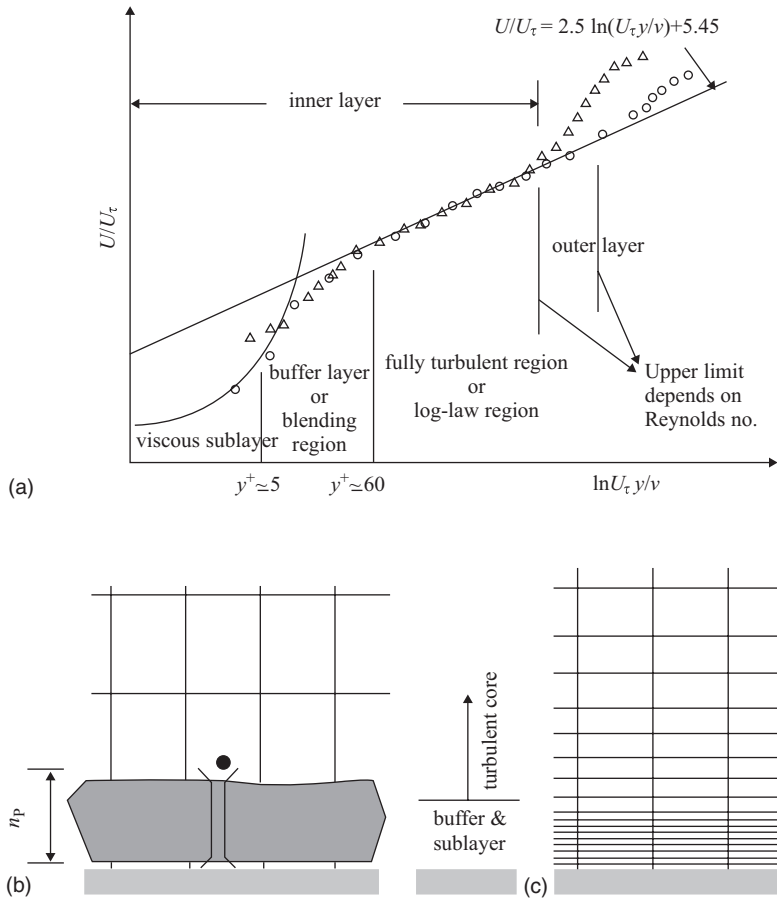 U/Uτ = 2.5 ln(Uτ y/v)+5.45
inner layer
U/Uτ
outer layer
buffer layer
or
blending
region
fully turbulent region
or
log-law region
Upper limit
depends on
Reynolds no.
viscous sublayer
(a)
y+≃5
y+≃60
lnUτ y/v
turbulent core
nP
buffer &
sublayer
(b)
(c)